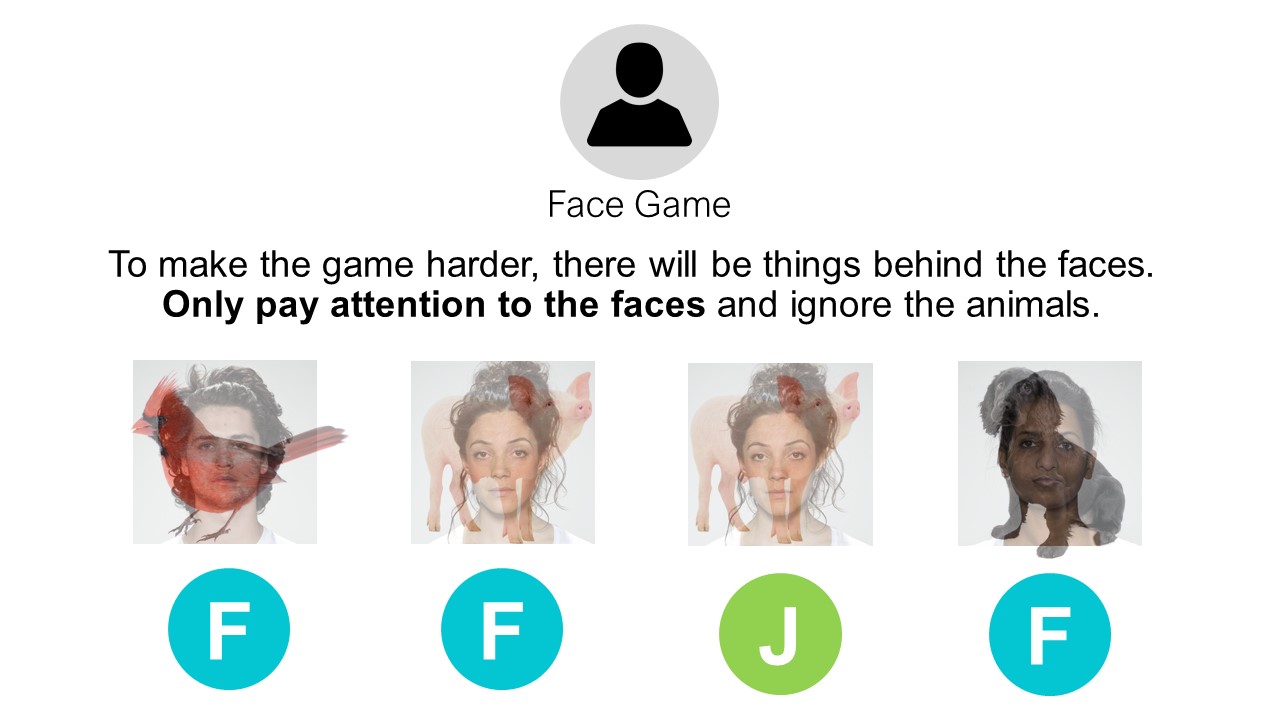 Face Game
To make the game harder, there will be things behind the faces.
Only pay attention to the faces and ignore the animals.
F F J F